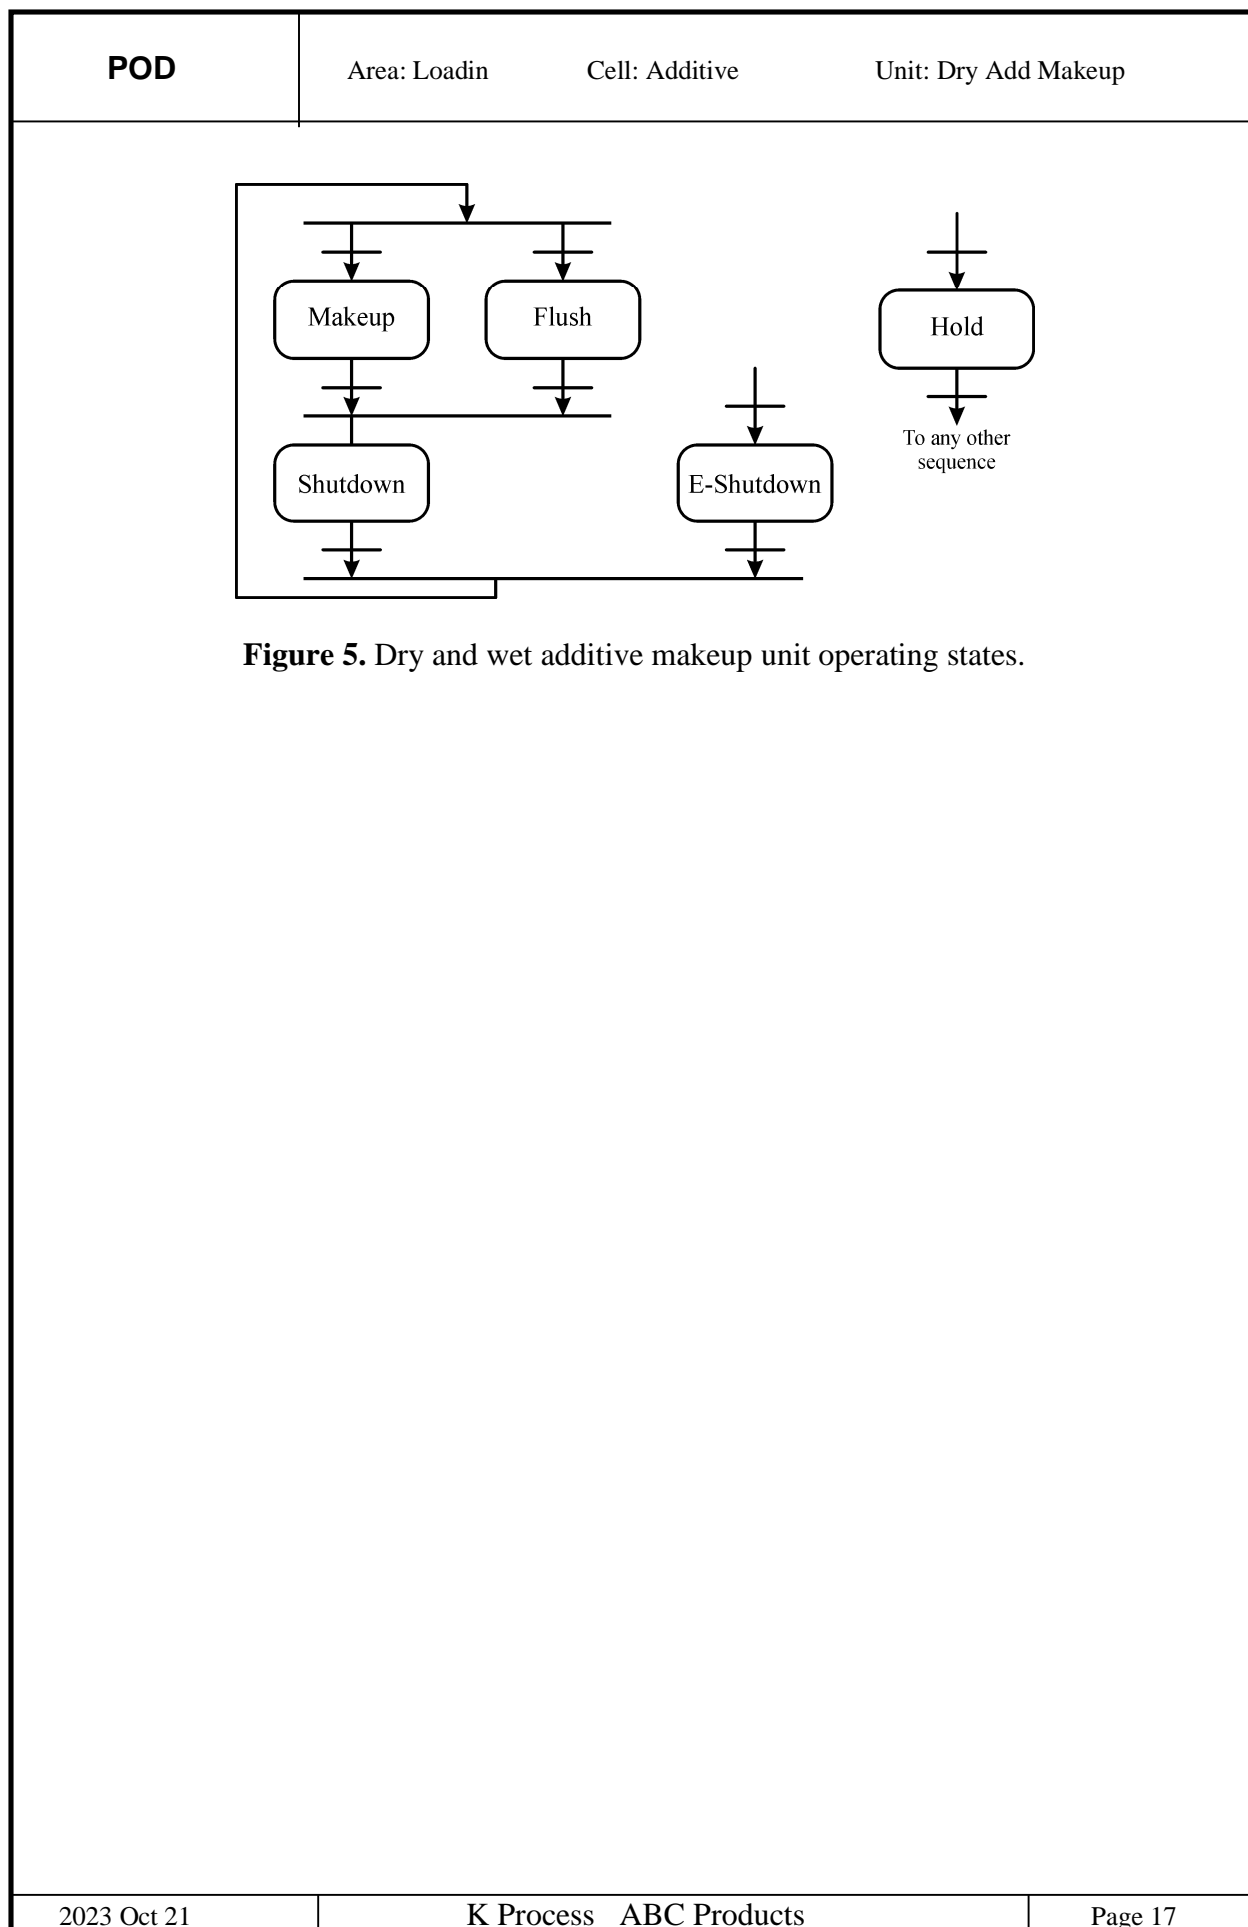 POD Area: Loadin Cell: Additive Unit: Dry Add Makeup
Makeup Flush Hold
To any other
sequence
Shutdown E-Shutdown
Figure 5. Dry and wet additive makeup unit operating states.
2023 Oct 21 K Process ABC Products Page 17